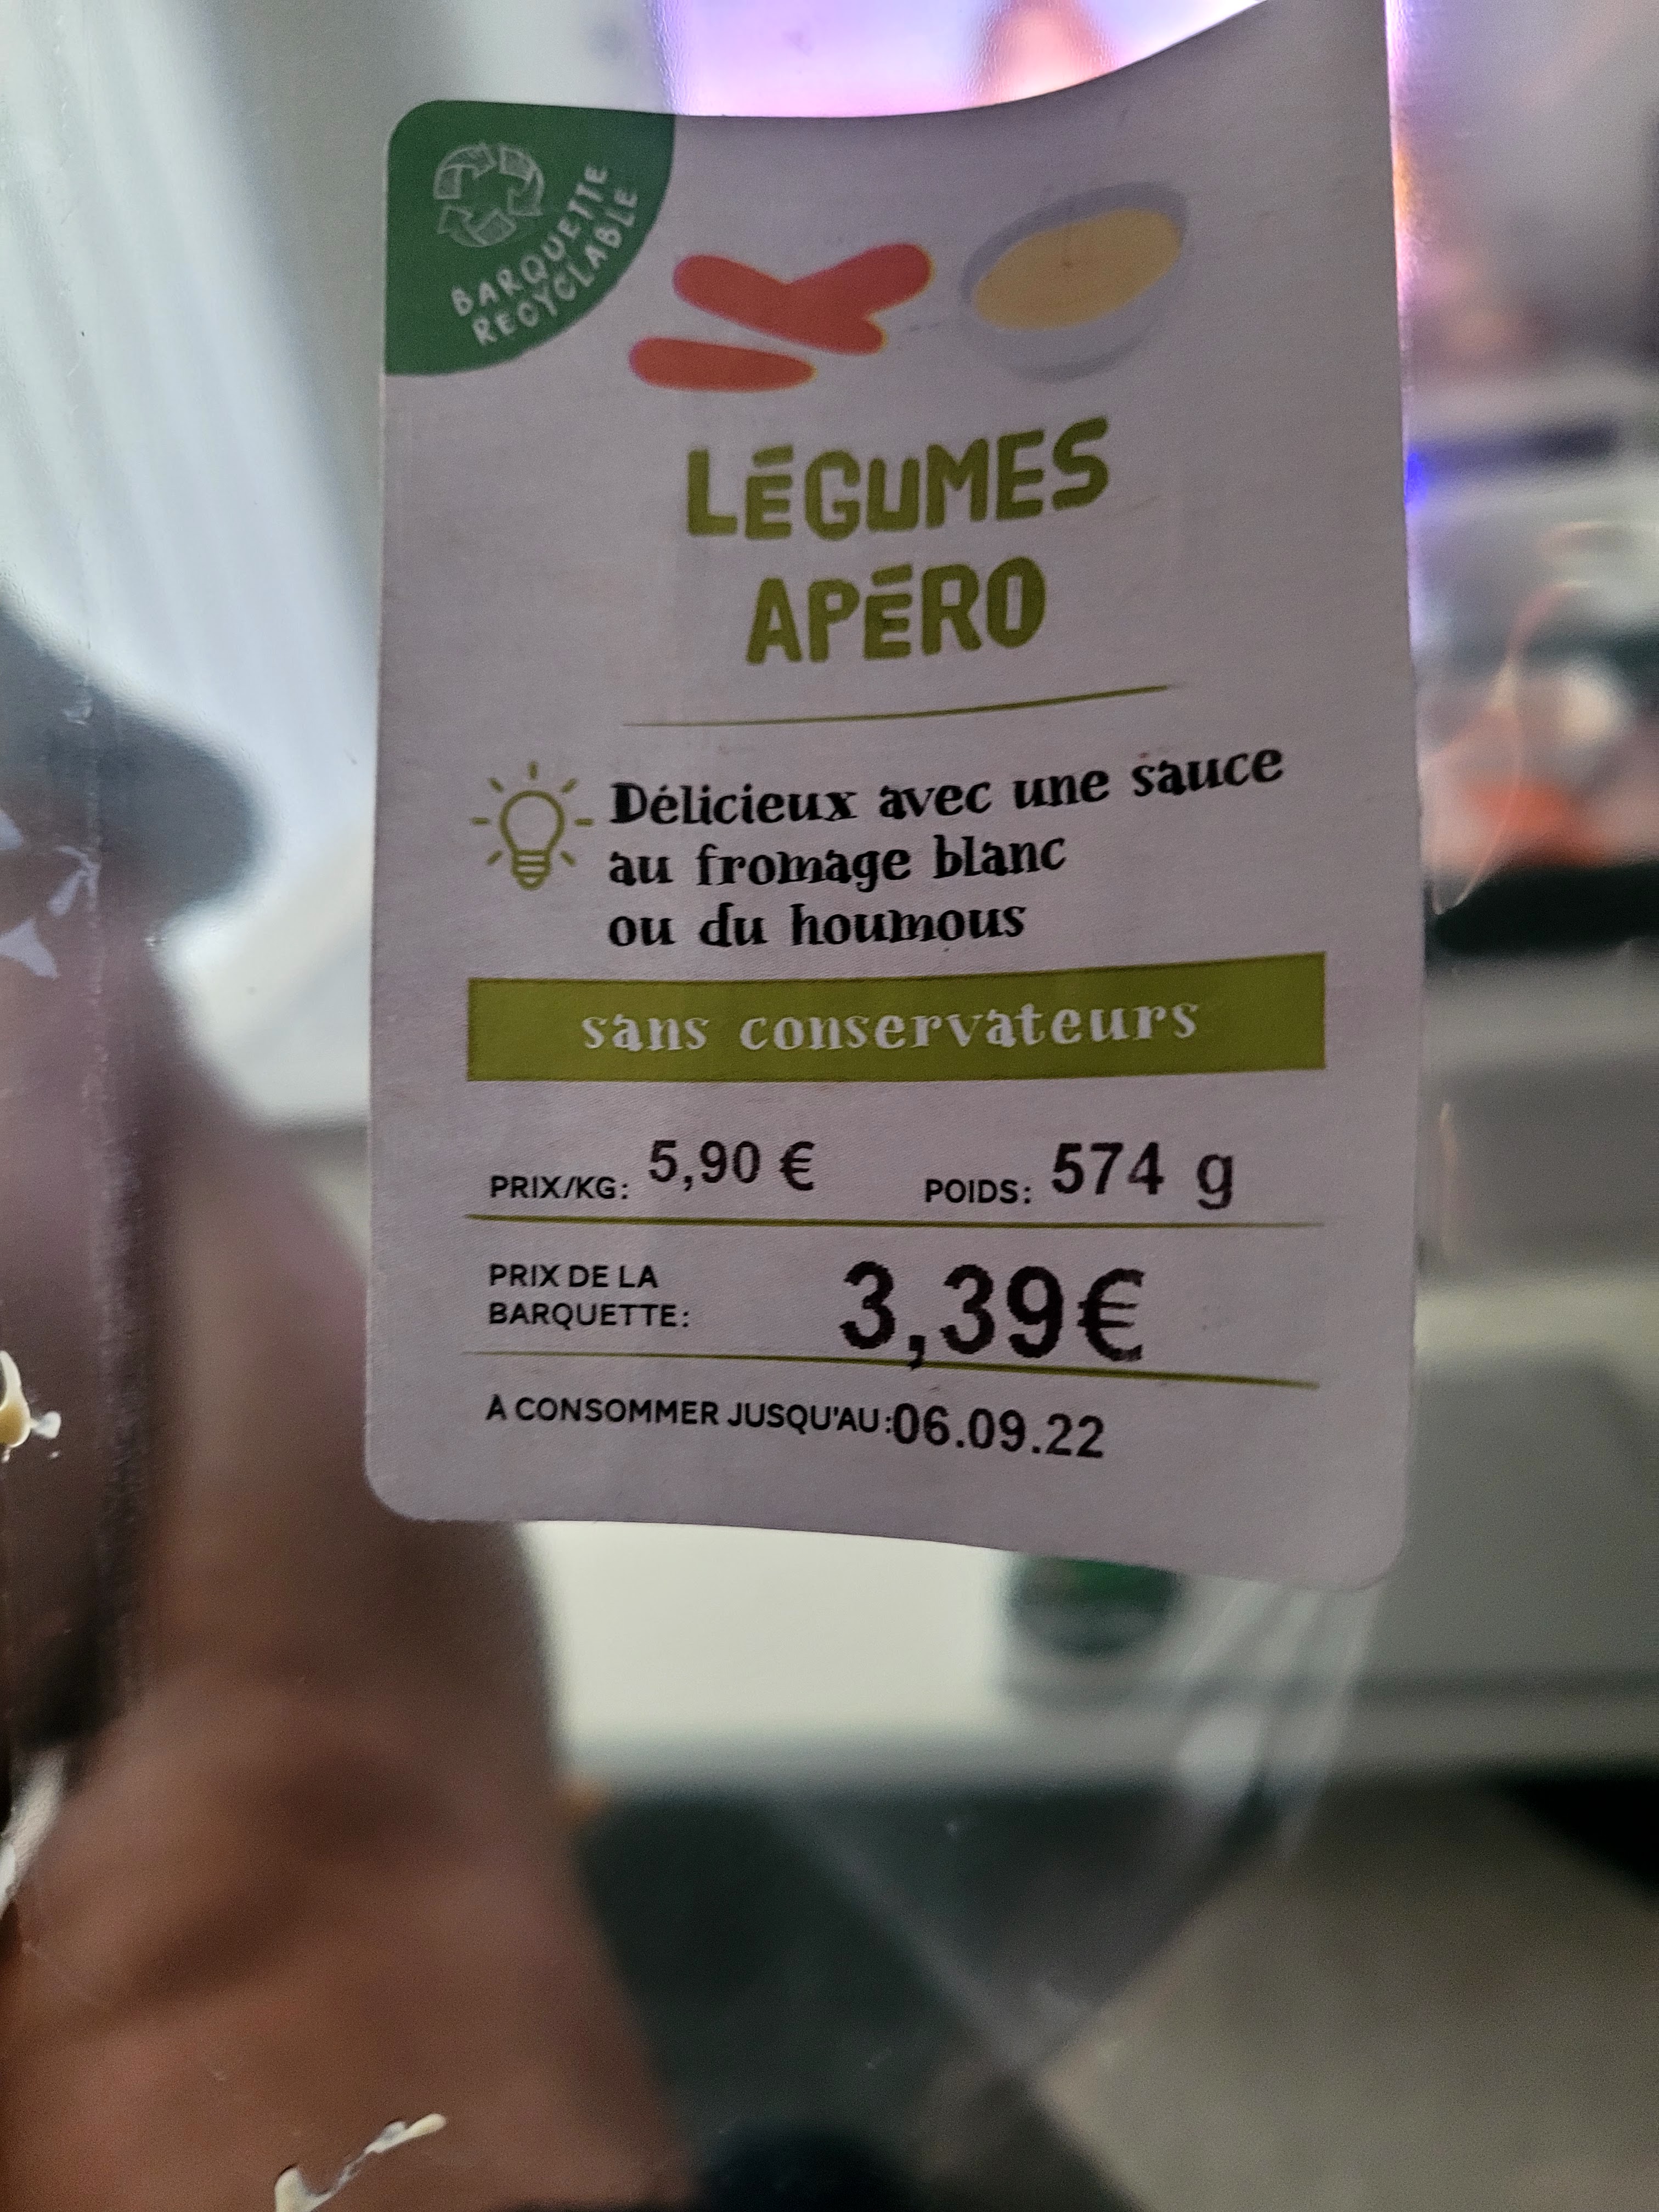 BARQUETTE
RECYCLABLE
LÉGUMES
APÉRO
Délicieux avec une sauce
au fromage blanc
ou du houmous
sans conservateurs
PRIX/KG: 5,90 € POIDS: 574 g
PRIX DE LA
BARQUETTE: 3,39€
À CONSOMMER JUSQU'AU:06.09.22